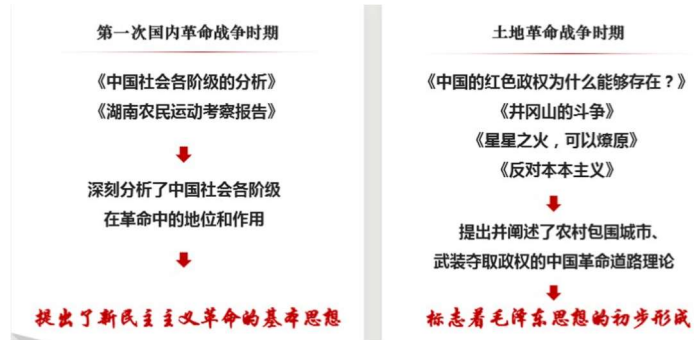 第一次国内革命战争时期
《中国社会各阶级的分析》
《湖南农民运动考察报告》
深刻分析了中国社会各阶级
在革命中的地位和作用
提出了新民主主义革命的基本思想
土地革命战争时期
《中国的红色政权为什么能够存在？》
《井冈山的斗争》
《星星之火，可以燎原》
《反对本本主义》
提出并阐述了农村包围城市、
武装夺取政权的中国革命道路理论
标志着毛泽东思想的初步形成